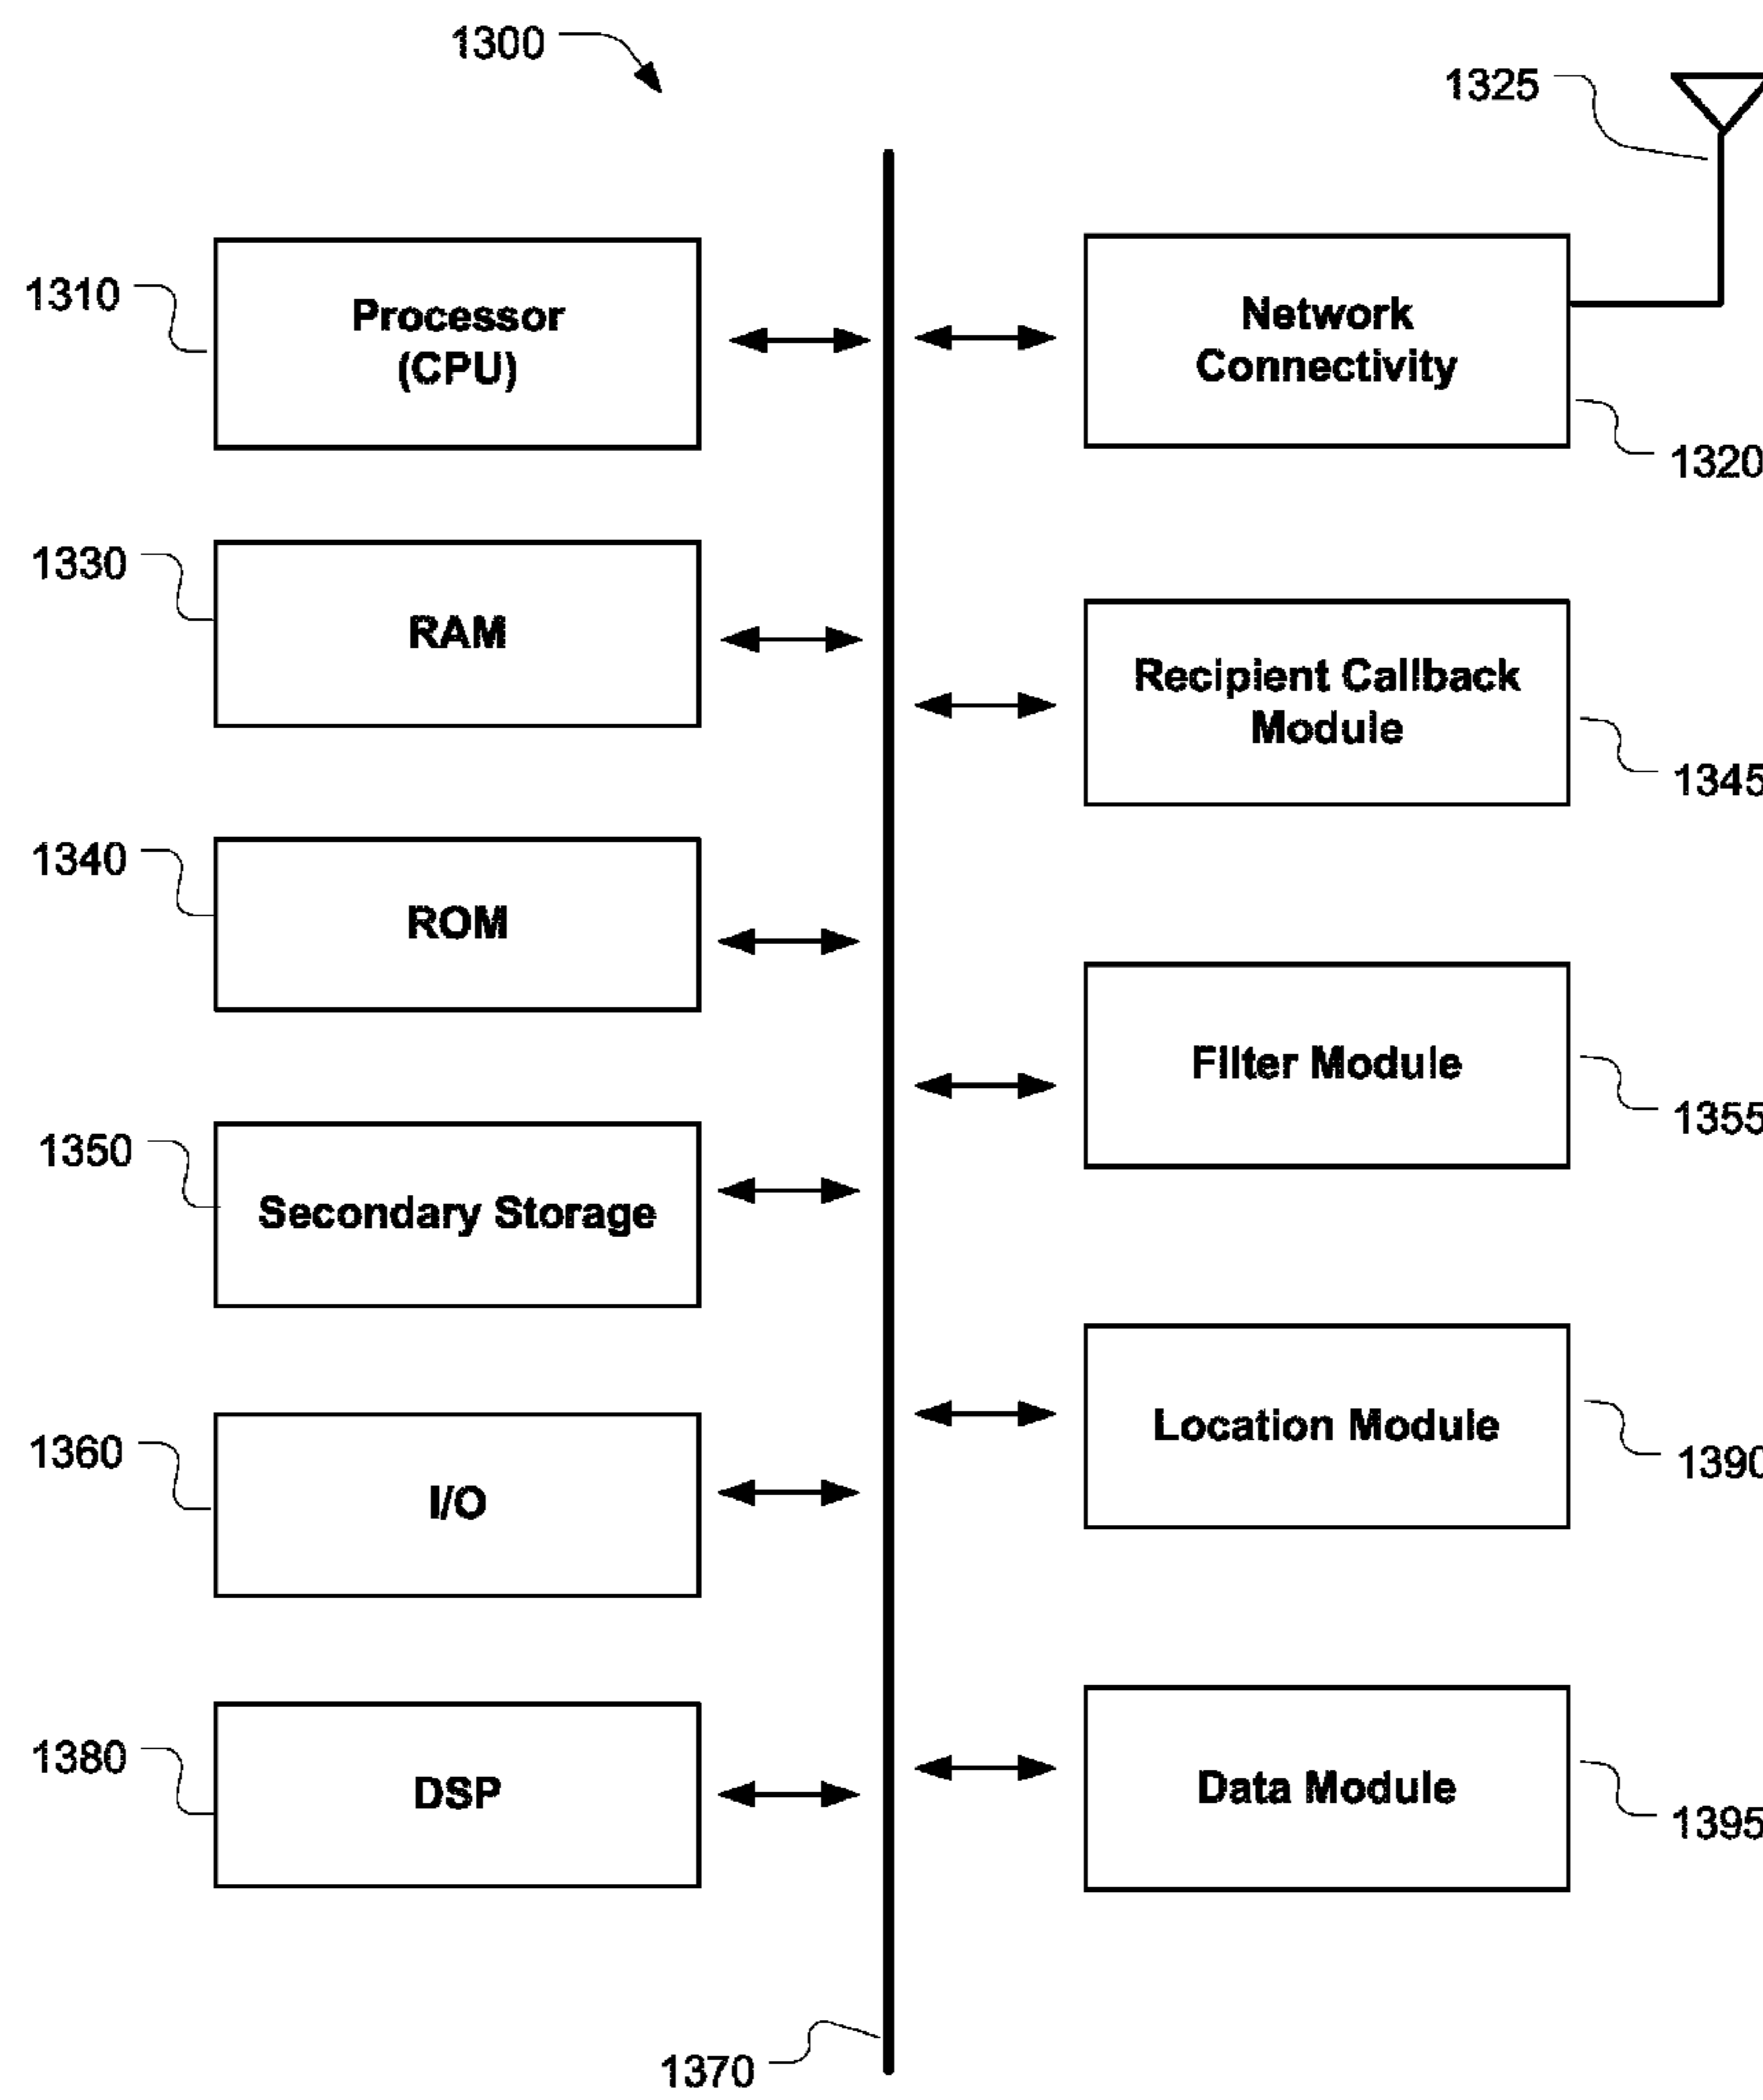 1300
1325
1310
Processor
(CPU)
Network
Connectivity
1320
1330
RAM
Recipient Callback
Module
1345
1340
ROM
Filter Module
1355
1350
Secondary Storage
1360
I/O
Location Module
1390
1380
DSP
Data Module
1395
1370